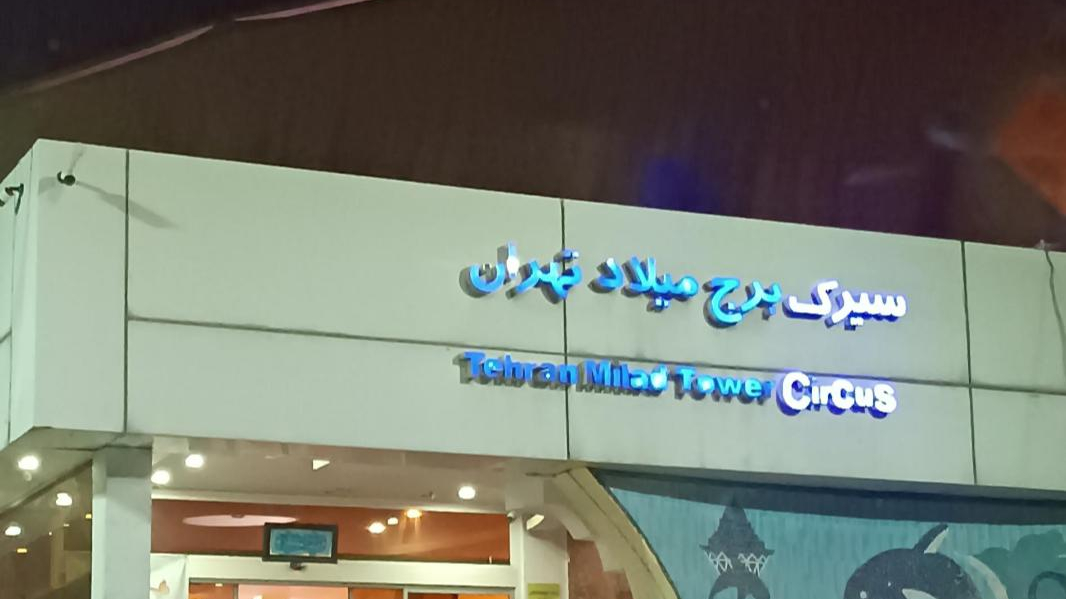 سیرک برج میلاد تهران
Tehran Milad Tower CirCuS